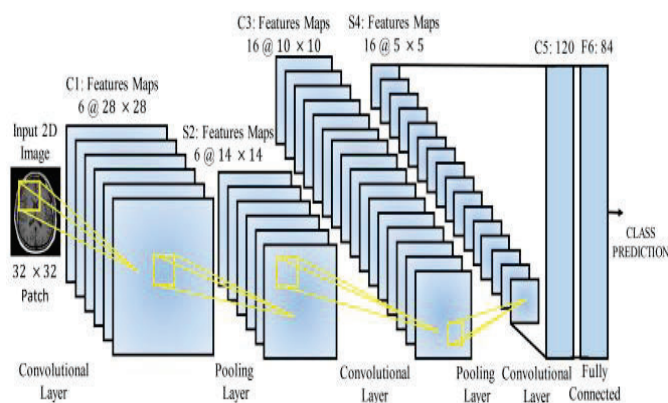 C3: Features Maps
16 @ 10 × 10
S4: Features Maps
16 @ 5 × 5
C5: 120 F6: 84
C1: Features Maps
6 @ 28 × 28
Input 2D
Image
S2: Features Maps
6 @ 14 × 14
CLASS
PREDICTION
32 × 32
Patch
Convolutional
Layer
Pooling
Layer
Convolutional
Layer
Pooling
Layer
Convolutional
Layer
Fully
Connected